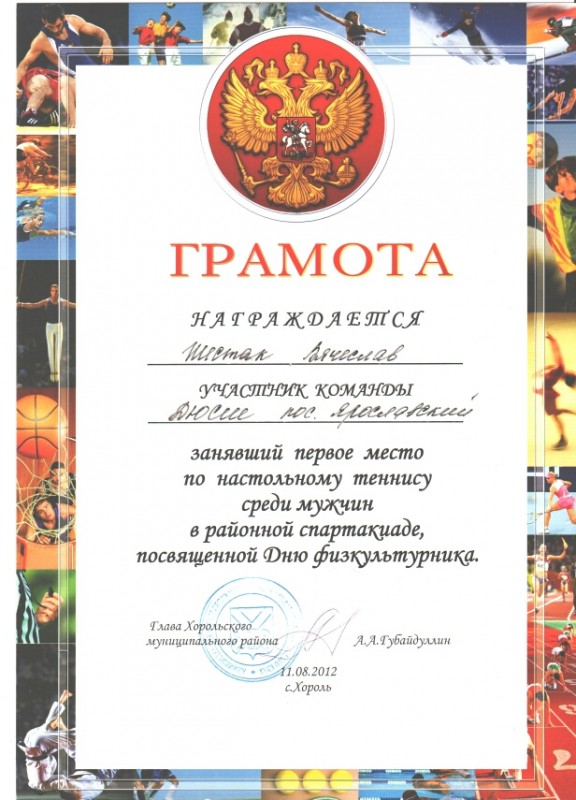 ГРАМОТА
НАГРАЖДАЕТСЯ
Шестак Вячеслав
УЧАСТНИК КОМАНДЫ
ДЮСШ пос. Ярославский
занявший первое место
по настольному теннису
среди мужчин
в районной спартакиаде,
посвященной Дню физкультурника.
Глава Хорольского
муниципального района А.А.Губайдуллин
11.08.2012
с.Хороль